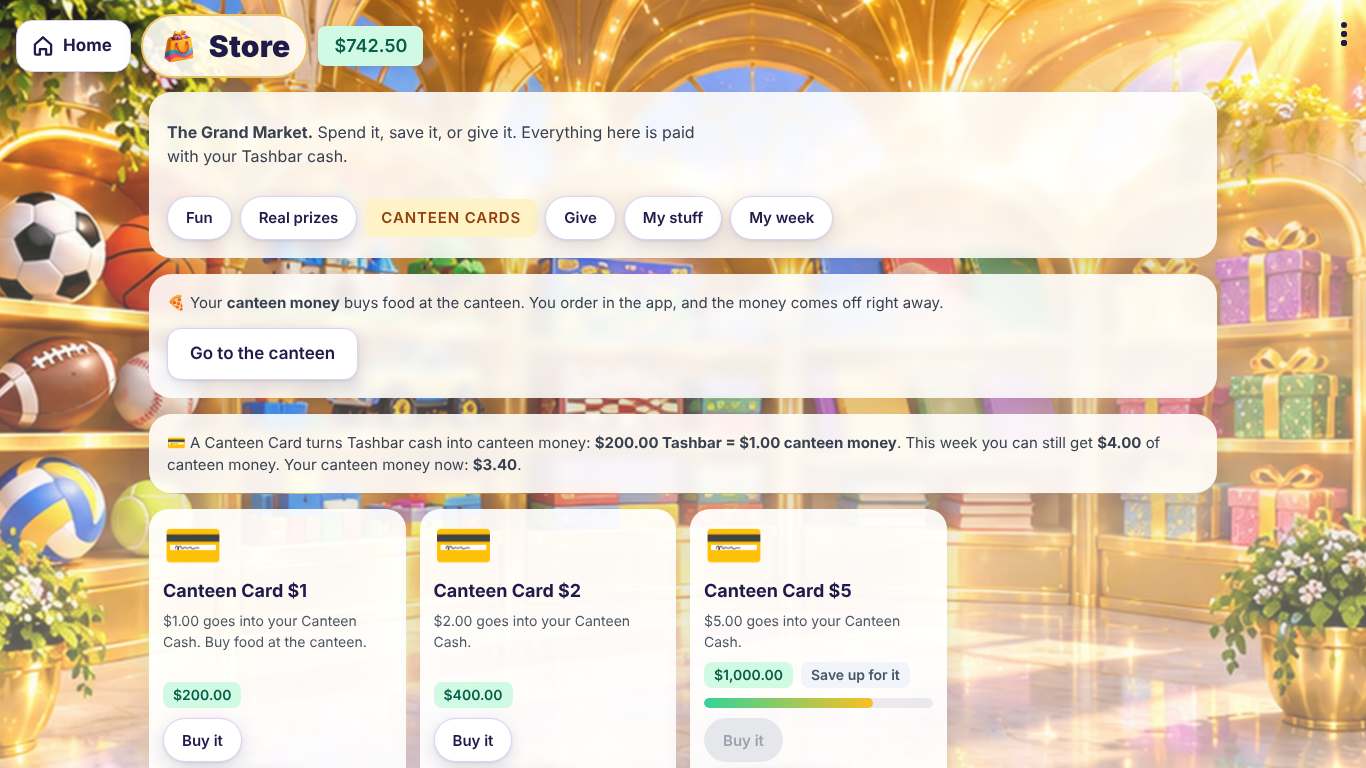 Home
Store
$742.50
The Grand Market. Spend it, save it, or give it. Everything here is paid
with your Tashbar cash.
Fun
Real prizes
CANTEEN CARDS
Give
My stuff
My week
Your canteen money buys food at the canteen. You order in the app, and the money comes off right away.
Go to the canteen
A Canteen Card turns Tashbar cash into canteen money: $200.00 Tashbar = $1.00 canteen money. This week you can still get $4.00 of
canteen money. Your canteen money now: $3.40.
Canteen Card $1
$1.00 goes into your Canteen
Cash. Buy food at the canteen.
$200.00
Buy it
Canteen Card $2
$2.00 goes into your Canteen
Cash.
$400.00
Buy it
Canteen Card $5
$5.00 goes into your Canteen
Cash.
$1,000.00
Save up for it
Buy it